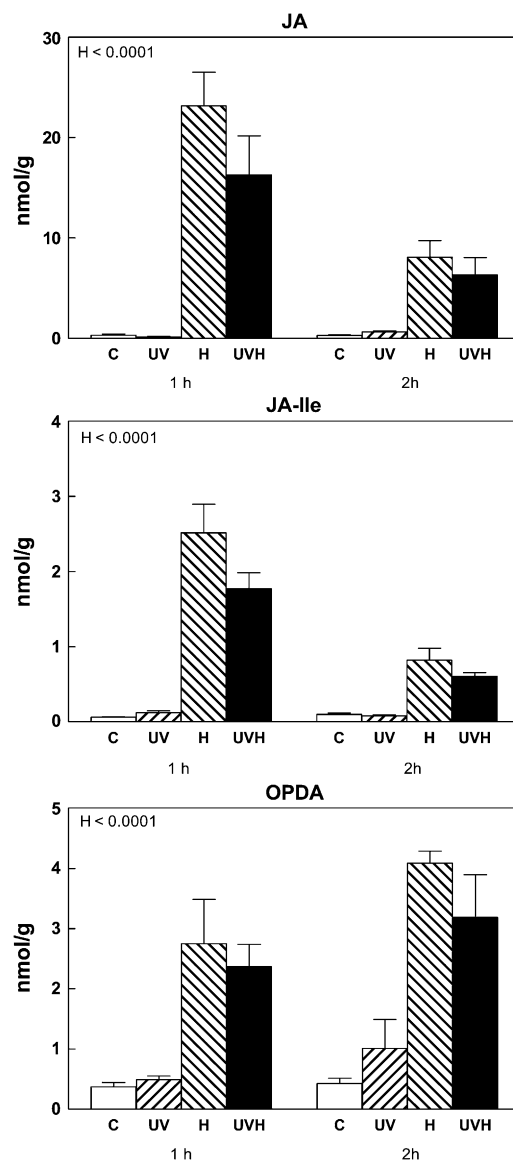 JA
H < 0.0001
30
20
10
0
nmol/g
C UV H UVH C UV H UVH
1 h 2h
JA-Ile
H < 0.0001
4
3
2
1
0
nmol/g
C UV H UVH C UV H UVH
1 h 2h
OPDA
H < 0.0001
5
4
3
2
1
0
nmol/g
C UV H UVH C UV H UVH
1 h 2h